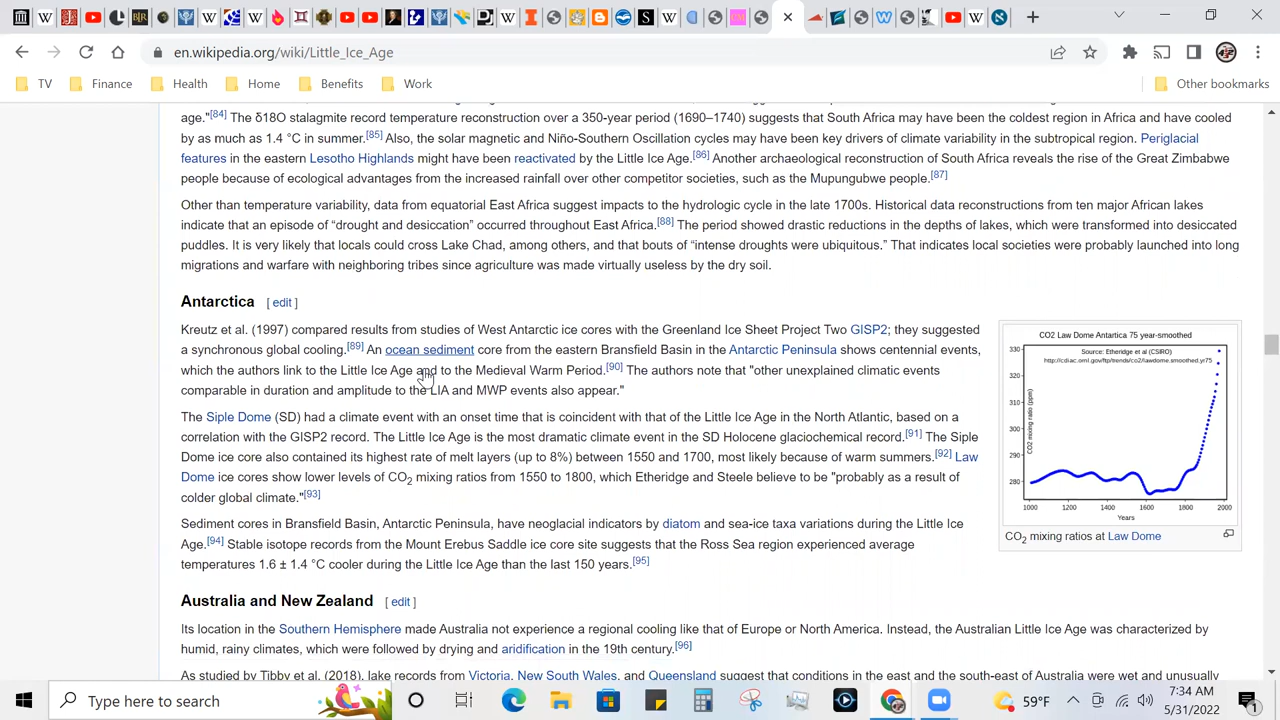 en.wikipedia.org/wiki/Little_Ice_Age
TV Finance Health Home Benefits Work Other bookmarks
age."[84] The δ18O stalagmite record temperature reconstruction over a 350-year period (1690–1740) suggests that South Africa may have been the coldest region in Africa and have cooled
by as much as 1.4 °C in summer.[85] Also, the solar magnetic and Niño-Southern Oscillation cycles may have been key drivers of climate variability in the subtropical region. Periglacial
features in the eastern Lesotho Highlands might have been reactivated by the Little Ice Age.[86] Another archaeological reconstruction of South Africa reveals the rise of the Great Zimbabwe
people because of ecological advantages from the increased rainfall over other competitor societies, such as the Mupungubwe people.[87]
Other than temperature variability, data from equatorial East Africa suggest impacts to the hydrologic cycle in the late 1700s. Historical data reconstructions from ten major African lakes
indicate that an episode of “drought and desiccation” occurred throughout East Africa.[88] The period showed drastic reductions in the depths of lakes, which were transformed into desiccated
puddles. It is very likely that locals could cross Lake Chad, among others, and that bouts of “intense droughts were ubiquitous.” That indicates local societies were probably launched into long
migrations and warfare with neighboring tribes since agriculture was made virtually useless by the dry soil.
Antarctica [ edit ]
Kreutz et al. (1997) compared results from studies of West Antarctic ice cores with the Greenland Ice Sheet Project Two GISP2; they suggested
a synchronous global cooling.[89] An ocean sediment core from the eastern Bransfield Basin in the Antarctic Peninsula shows centennial events,
which the authors link to the Little Ice Age and to the Medieval Warm Period.[90] The authors note that "other unexplained climatic events
comparable in duration and amplitude to the LIA and MWP events also appear."
The Siple Dome (SD) had a climate event with an onset time that is coincident with that of the Little Ice Age in the North Atlantic, based on a
correlation with the GISP2 record. The Little Ice Age is the most dramatic climate event in the SD Holocene glaciochemical record.[91] The Siple
Dome ice core also contained its highest rate of melt layers (up to 8%) between 1550 and 1700, most likely because of warm summers.[92] Law
Dome ice cores show lower levels of CO2 mixing ratios from 1550 to 1800, which Etheridge and Steele believe to be "probably as a result of
colder global climate."[93]
Sediment cores in Bransfield Basin, Antarctic Peninsula, have neoglacial indicators by diatom and sea-ice taxa variations during the Little Ice
Age.[94] Stable isotope records from the Mount Erebus Saddle ice core site suggests that the Ross Sea region experienced average
temperatures 1.6 ± 1.4 °C cooler during the Little Ice Age than the last 150 years.[95]
CO2 Law Dome Antartica 75 year-smoothed
Source: Etheridge et al (CSIRO)
http://cdiac.ornl.gov/ftp/trends/co2/lawdome.smoothed.yr75
CO2 mixing ratio (ppm)
330
320
310
300
290
280
1000 1200 1400 1600 1800 2000
Years
CO2 mixing ratios at Law Dome
Australia and New Zealand [ edit ]
Its location in the Southern Hemisphere made Australia not experience a regional cooling like that of Europe or North America. Instead, the Australian Little Ice Age was characterized by
humid, rainy climates, which were followed by drying and aridification in the 19th century.[96]
As studied by Tibby et al. (2018), lake records from Victoria, New South Wales, and Queensland suggest that conditions in the east and the south-east of Australia were wet and unusually
Type here to search
59°F
7:34 AM
5/31/2022
1